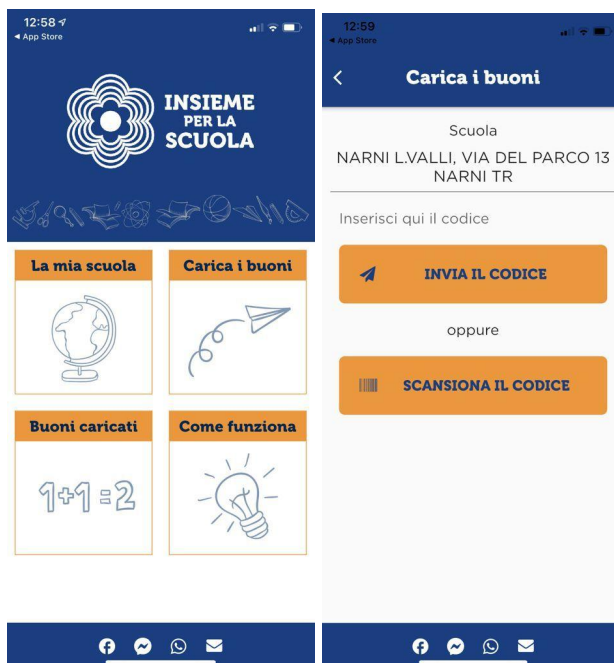 12:58
◀ App Store
INSIEME
PER LA
SCUOLA
La mia scuola
Carica i buoni
Buoni caricati
1+1=2
Come funziona
12:59
◀ App Store
Carica i buoni
Scuola
NARNI L.VALLI, VIA DEL PARCO 13
NARNI TR
Inserisci qui il codice
INVIA IL CODICE
oppure
SCANSIONA IL CODICE